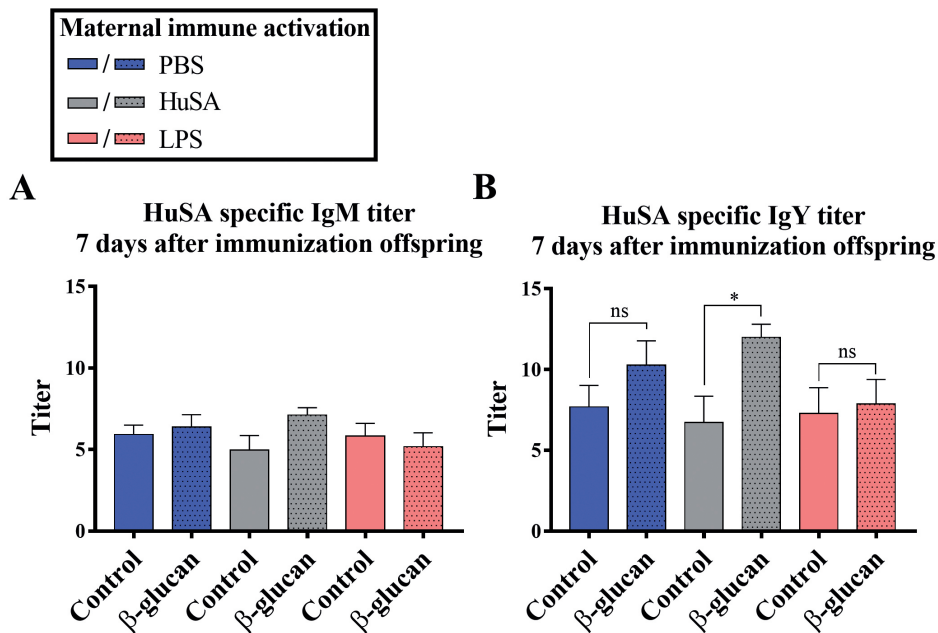 Maternal immune activation
/ PBS
/ HuSA
/ LPS
A
HuSA specific IgM titer
7 days after immunization offspring
Titer
15
10
5
0
Control
β-glucan
Control
β-glucan
Control
β-glucan
B
HuSA specific IgY titer
7 days after immunization offspring
Titer
15
10
5
0
ns
*
ns
Control
β-glucan
Control
β-glucan
Control
β-glucan